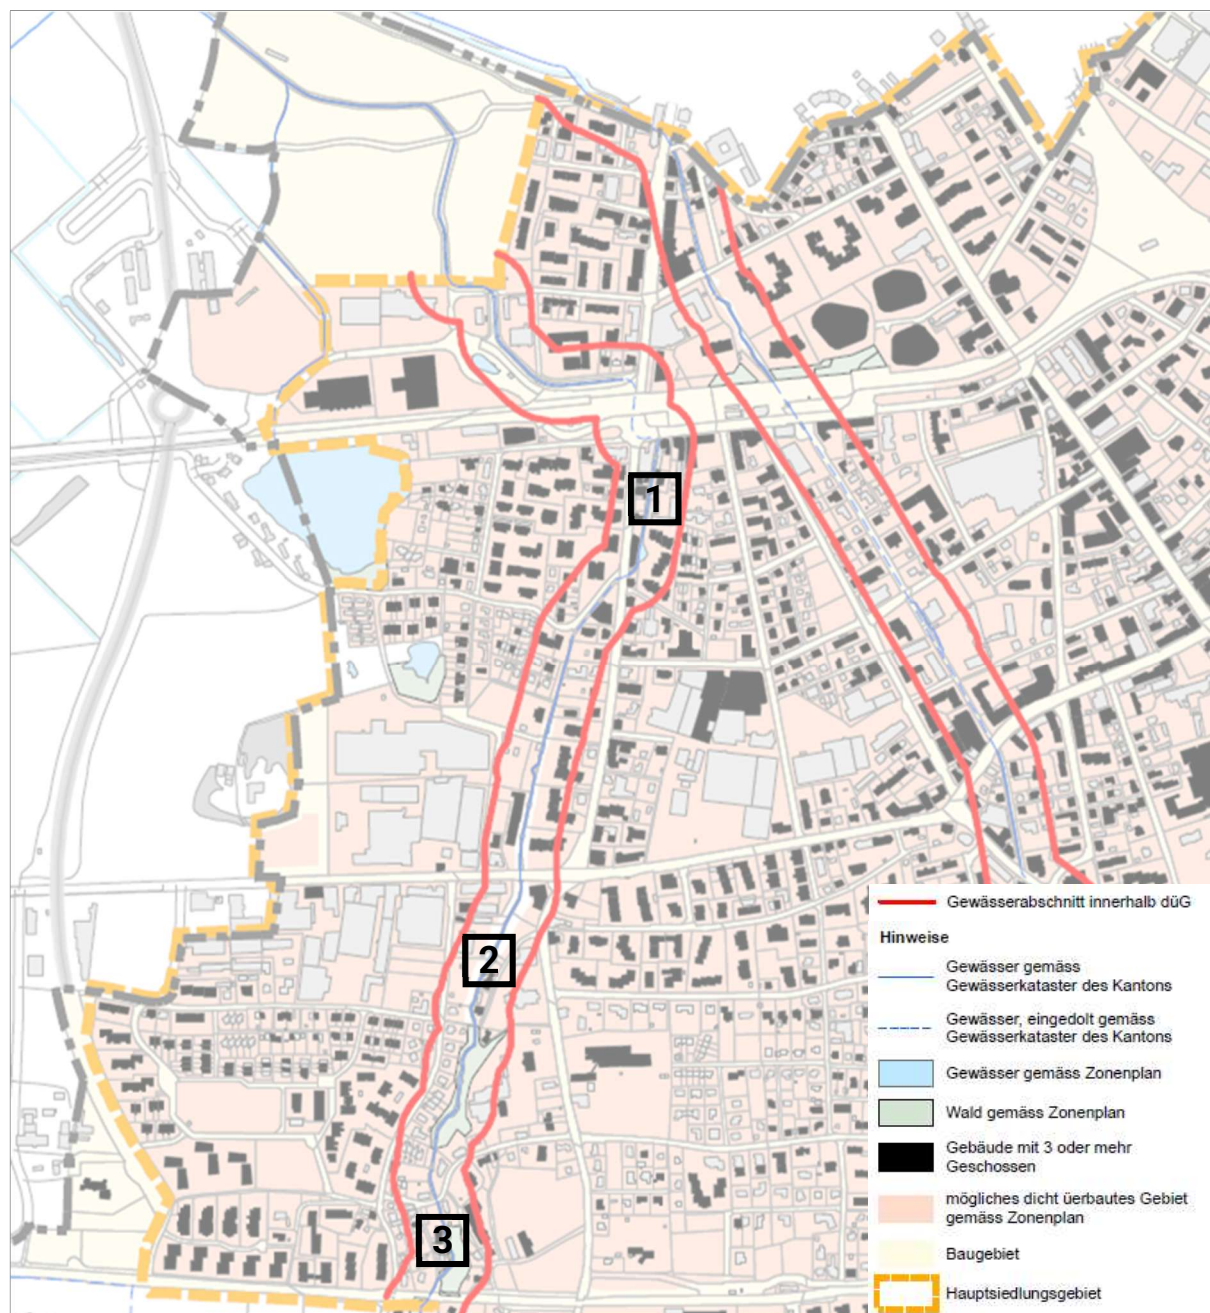 1
2
3
Gewässerabschnitt innerhalb düG
Hinweise
Gewässer gemäss
Gewässerkataster des Kantons
Gewässer, eingedolt gemäss
Gewässerkataster des Kantons
Gewässer gemäss Zonenplan
Wald gemäss Zonenplan
Gebäude mit 3 oder mehr
Geschossen
mögliches dicht üerbautes Gebiet
gemäss Zonenplan
Baugebiet
Hauptsiedlungsgebiet